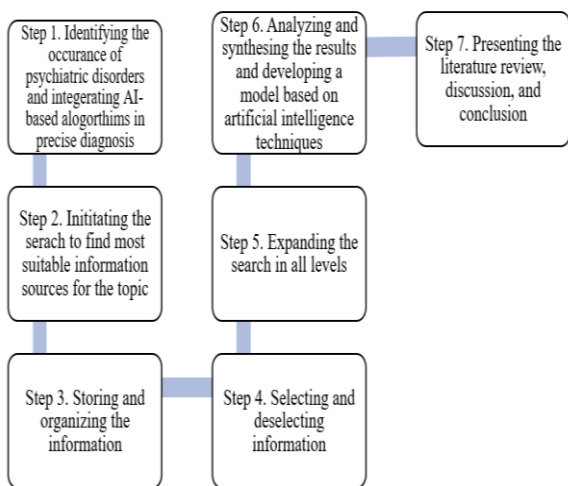 Step 1. Identifying the
occurance of
psychiatric disorders
and integerating AI-
based alogorthims in
precise diagnosis
Step 2. Inititating the
serach to find most
suitable information
sources for the topic
Step 3. Storing and
organizing the
information
Step 4. Selecting and
deselecting
information
Step 5. Expanding the
search in all levels
Step 6. Analyzing and
synthesing the results
and developing a
model based on
artificial intelligence
techniques
Step 7. Presenting the
literature review,
discussion, and
conclusion